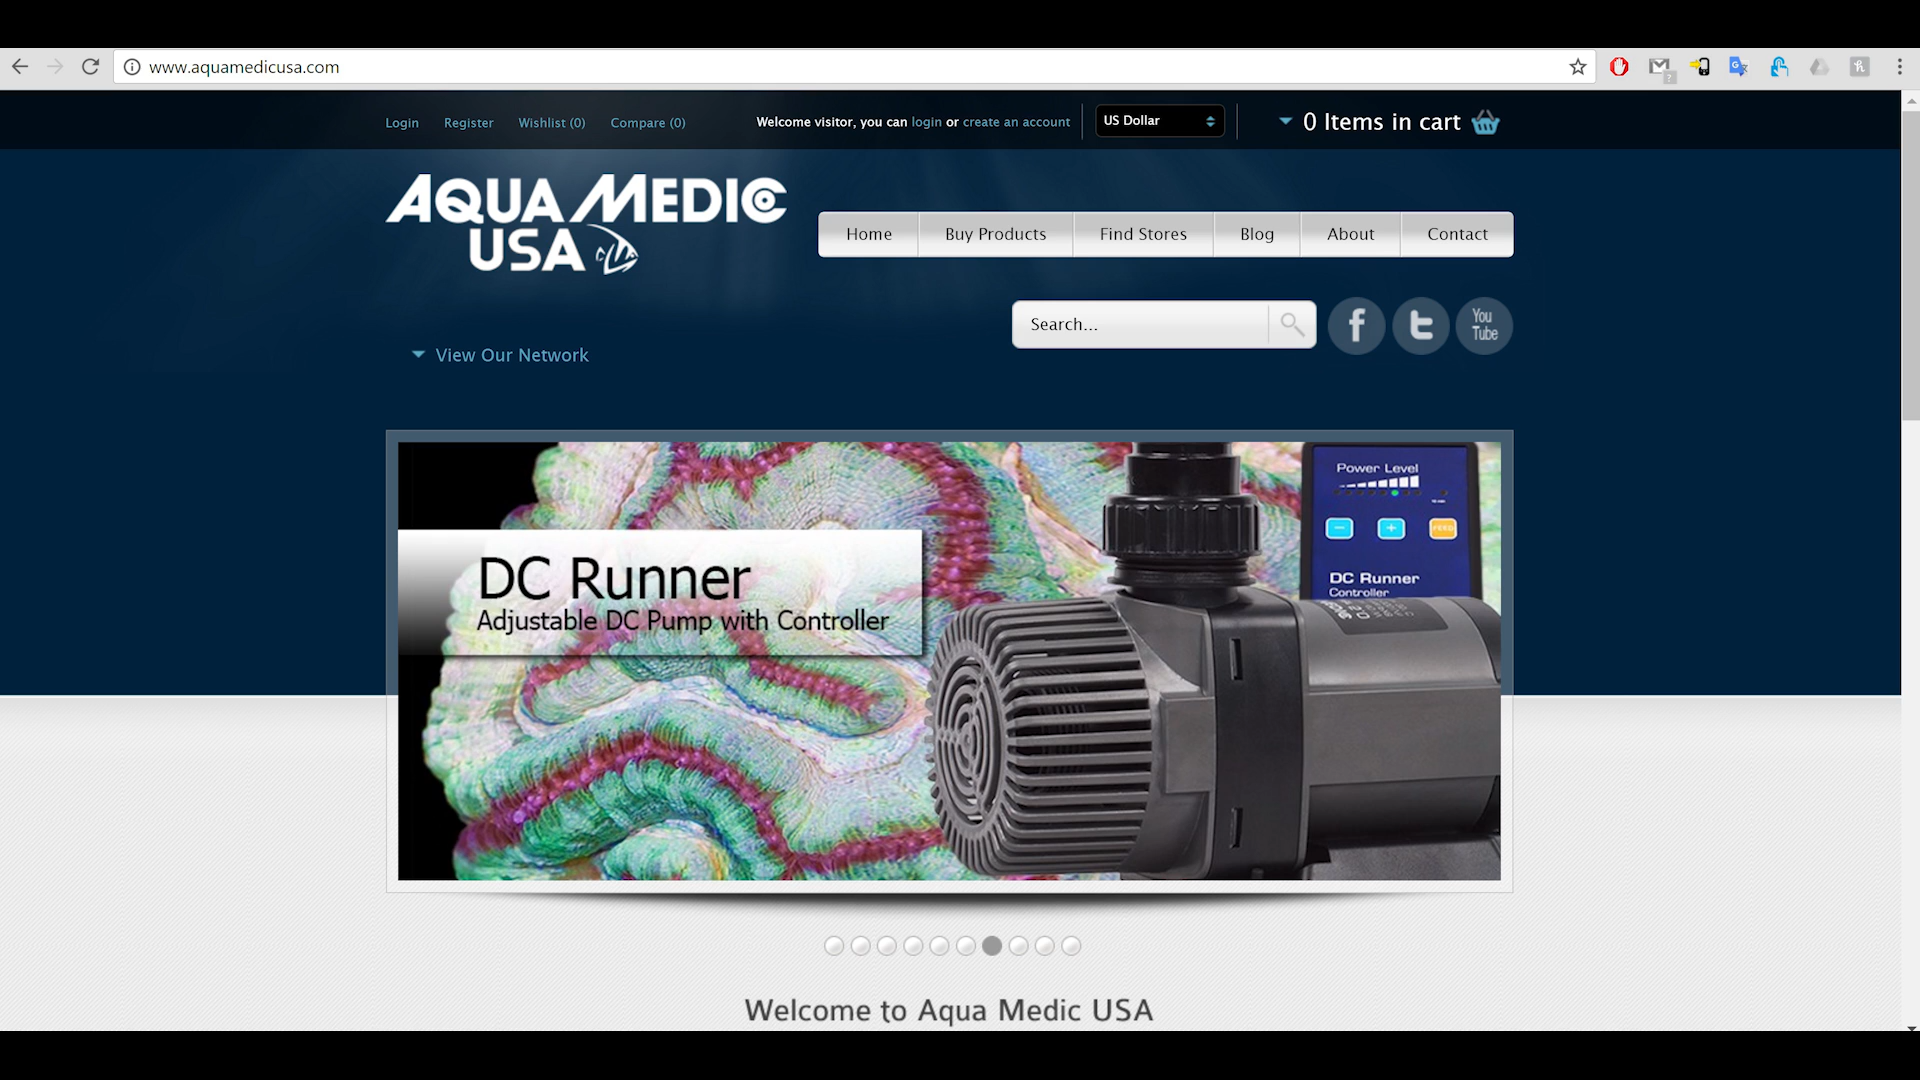 www.aquamedicusa.com
Login Register Wishlist (0) Compare (0) Welcome visitor, you can login or create an account US Dollar 0 Items in cart
AQUA MEDIC
USA
Home Buy Products Find Stores Blog About Contact
Search...
f t You
Tube
View Our Network
Power Level
FEED
DC Runner
Controller
DC Runner
Adjustable DC Pump with Controller
Welcome to Aqua Medic USA